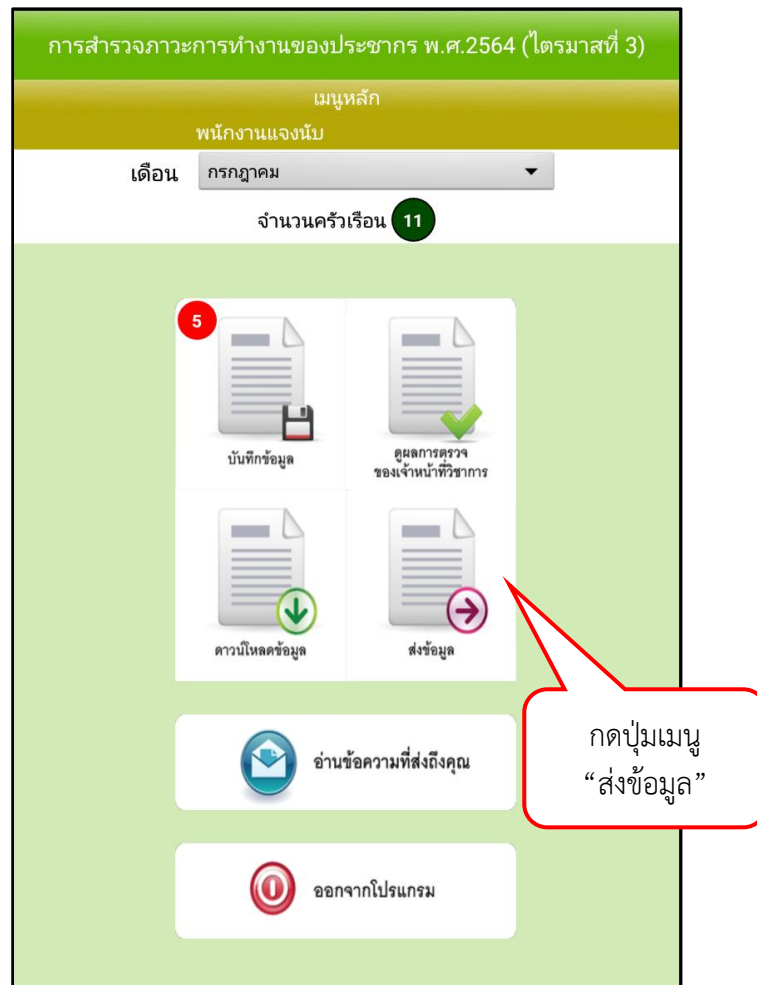 การสำรวจภาวะการทำงานของประชากร พ.ศ.2564 (ไตรมาสที่ 3)
เมนูหลัก
พนักงานแจงนับ
เดือน กรกฎาคม
จำนวนครัวเรือน 11
5
บันทึกข้อมูล
ดูผลการตรวจ
ของเจ้าหน้าที่วิชาการ
ดาวน์โหลดข้อมูล
ส่งข้อมูล
กดปุ่มเมนู
“ส่งข้อมูล”
อ่านข้อความที่ส่งถึงคุณ
ออกจากโปรแกรม